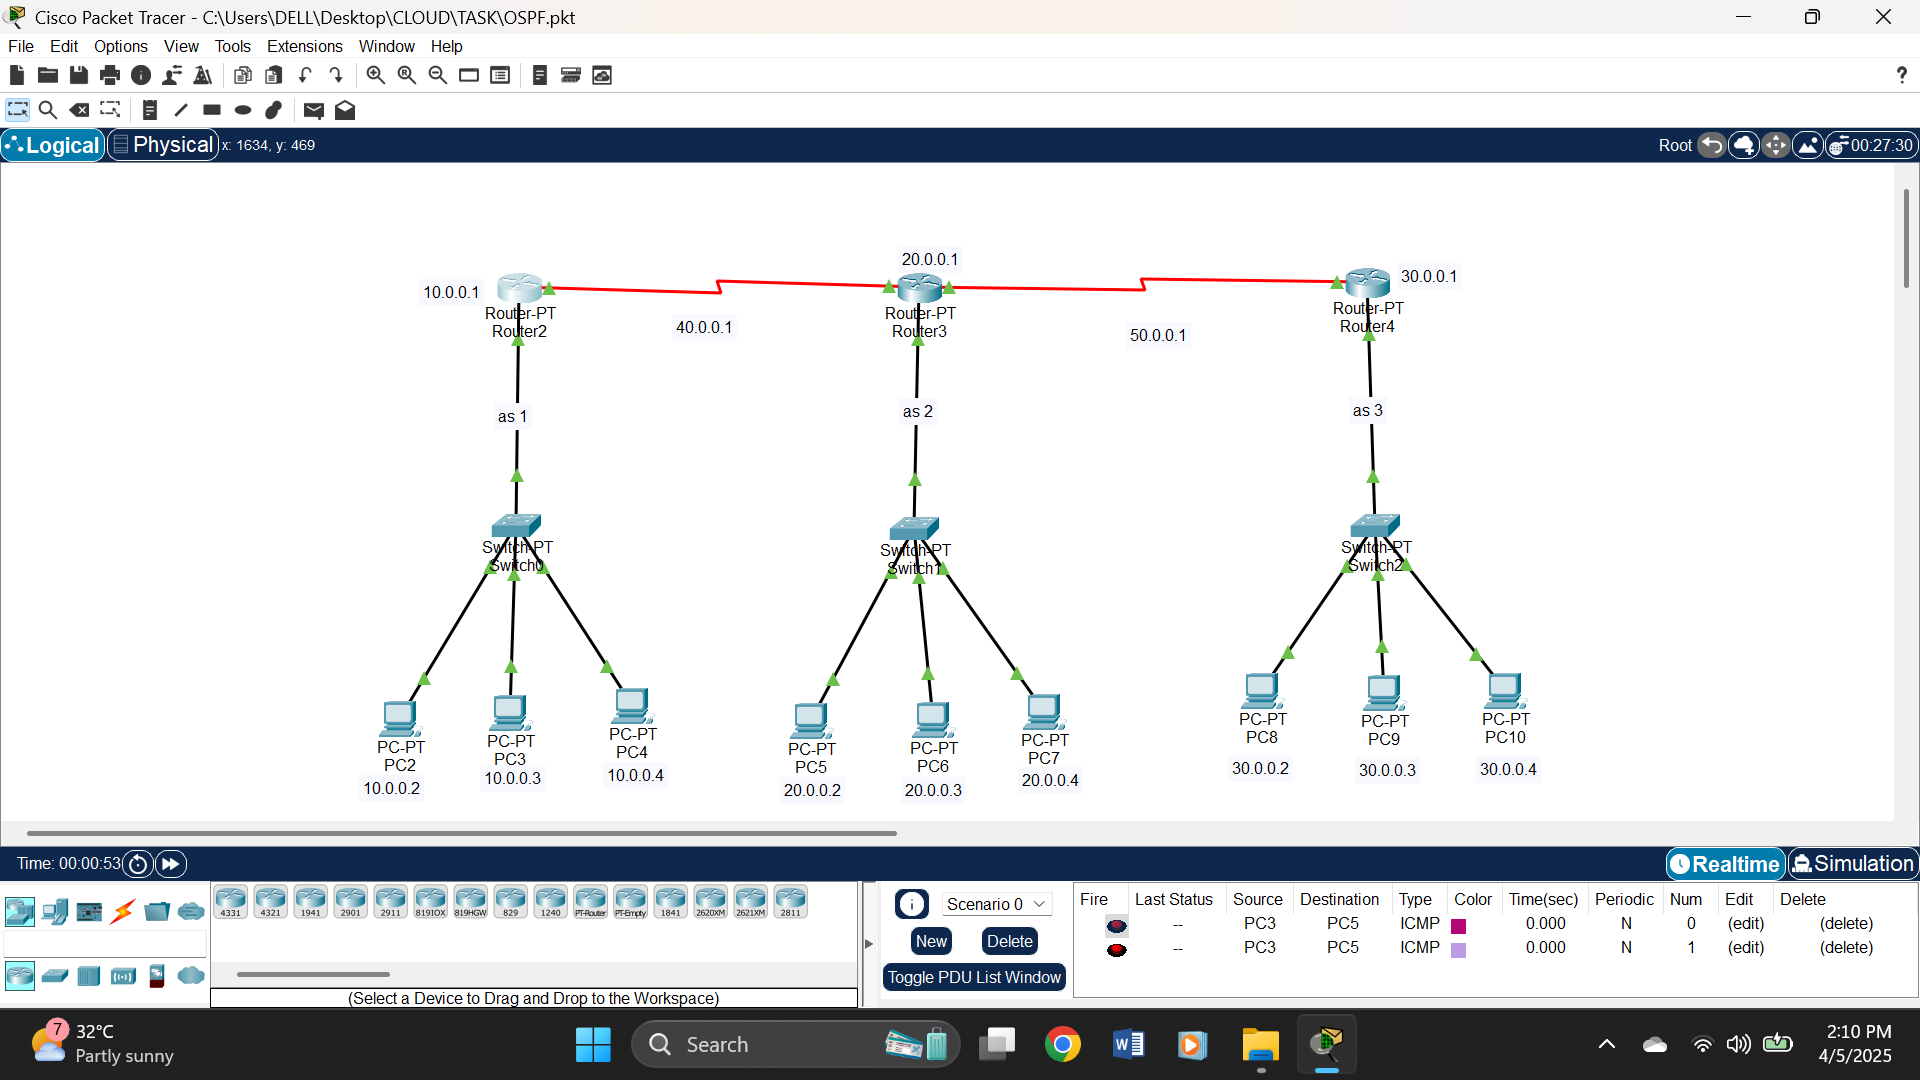 Cisco Packet Tracer - C:\Users\DELL\Desktop\CLOUD\TASK\OSPF.pkt
File Edit Options View Tools Extensions Window Help
?
Logical Physical x: 1634, y: 469 Root 00:27:30
20.0.0.1
10.0.0.1
30.0.0.1
Router-PT
Router2
40.0.0.1
Router-PT
Router3
50.0.0.1
Router-PT
Router4
as 1
as 2
as 3
Switch-PT
Switch0
Switch-PT
Switch1
Switch-PT
Switch2
PC-PT
PC2
10.0.0.2
PC-PT
PC3
10.0.0.3
PC-PT
PC4
10.0.0.4
PC-PT
PC5
20.0.0.2
PC-PT
PC6
20.0.0.3
PC-PT
PC7
20.0.0.4
PC-PT
PC8
30.0.0.2
PC-PT
PC9
30.0.0.3
PC-PT
PC10
30.0.0.4
Time: 00:00:53 Realtime Simulation
4331 4321 1941 2901 2911 819IOX 819HGW 829 1240 PT-Router PT-Empty 1841 2620XM 2621XM 2811
(Select a Device to Drag and Drop to the Workspace)
Scenario 0
New Delete
Toggle PDU List Window
Fire Last Status Source Destination Type Color Time(sec) Periodic Num Edit Delete
-- PC3 PC5 ICMP 0.000 N 0 (edit) (delete)
-- PC3 PC5 ICMP 0.000 N 1 (edit) (delete)
7
32°C
Partly sunny
Search
2:10 PM
4/5/2025